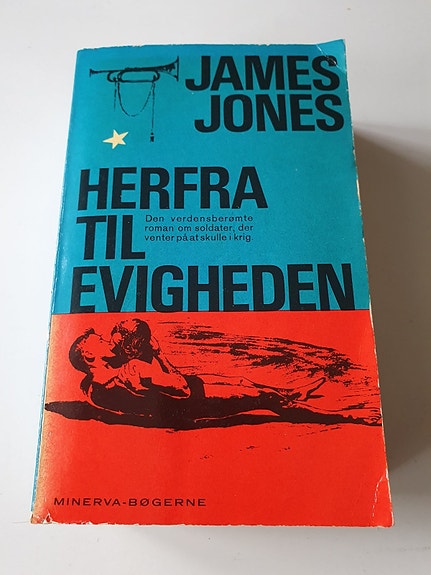 JAMES
JONES
HERFRA
TIL
Den verdensberømte
roman om soldater, der
venter på at skulle i krig.
EVIGHEDEN
MINERVA-BØGERNE